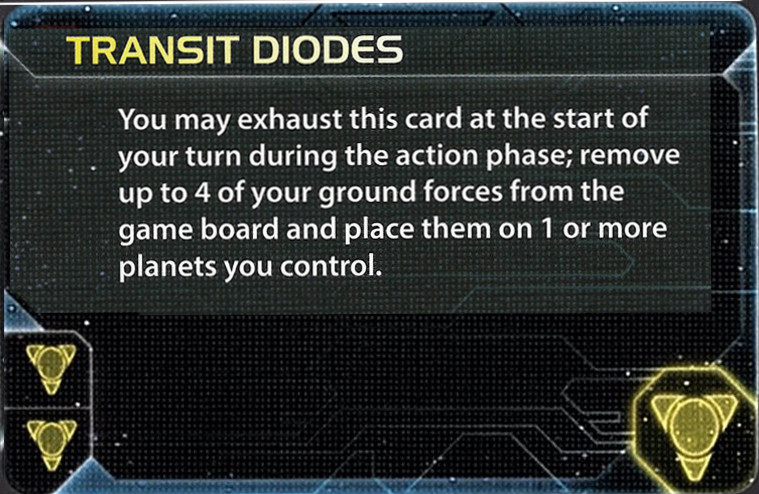 TRANSIT DIODES
You may exhaust this card at the start of
your turn during the action phase; remove
up to 4 of your ground forces from the
game board and place them on 1 or more
planets you control.